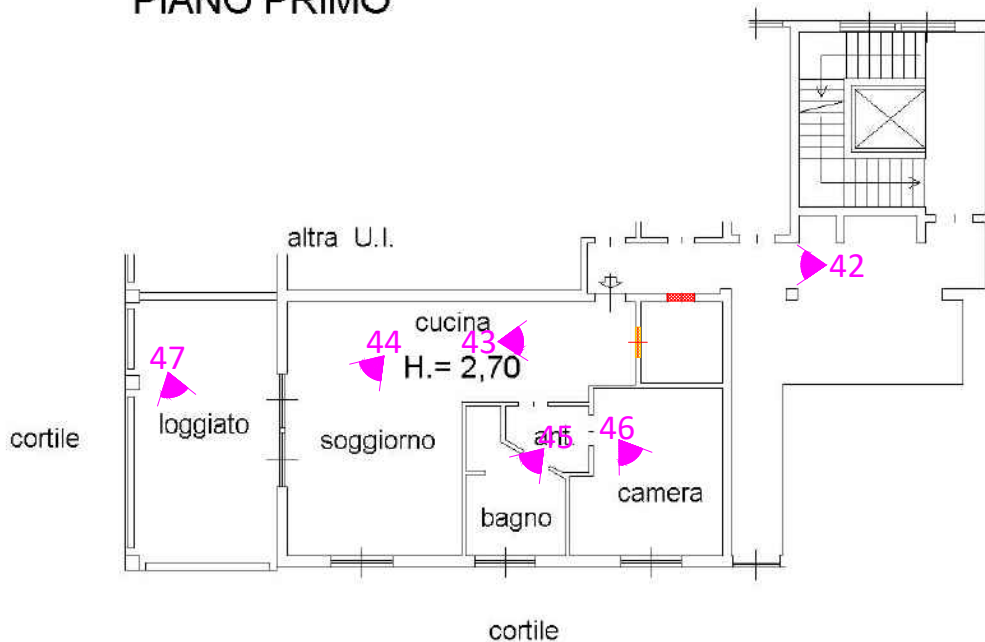 PIANO PRIMO
altra U.I.
42
cucina
43
44
H.= 2,70
47
loggiato
cortile
soggiorno
ant.
45
46
camera
bagno
cortile